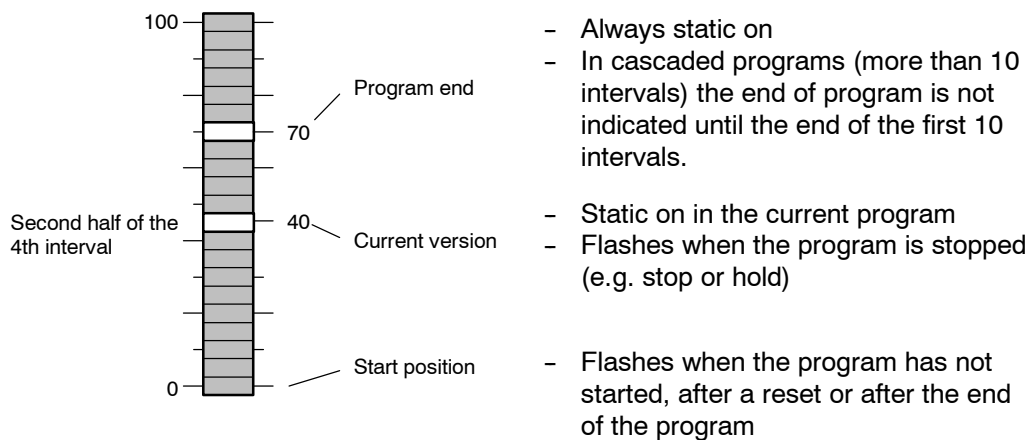 100
Program end
70
Second half of the
4th interval
40
Current version
Start position
0
– Always static on
– In cascaded programs (more than 10
intervals) the end of program is not
indicated until the end of the first 10
intervals.
– Static on in the current program
– Flashes when the program is stopped
(e.g. stop or hold)
– Flashes when the program has not
started, after a reset or after the end
of the program